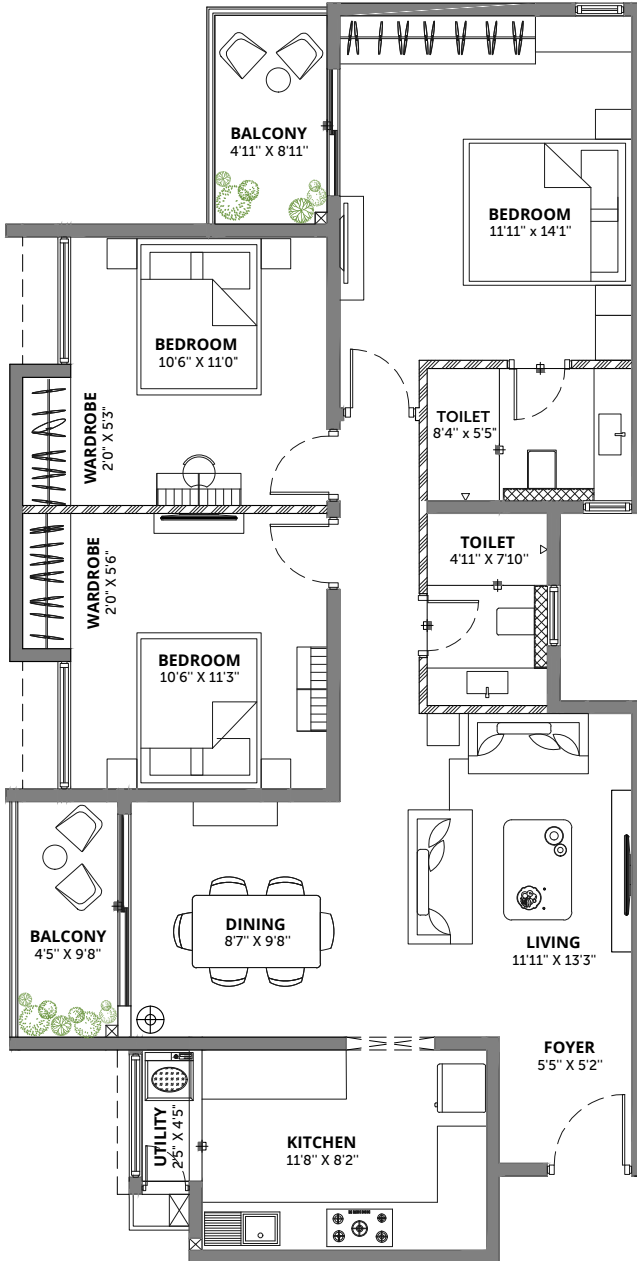 BALCONY
4'11" X 8'11"
BEDROOM
11'11" x 14'1"
BEDROOM
10'6" X 11'0"
WARDROBE
2'0" X 5'3"
TOILET
8'4" x 5'5"
TOILET
4'11" X 7'10"
WARDROBE
2'0" X 5'6"
BEDROOM
10'6" X 11'3"
BALCONY
4'5" X 9'8"
DINING
8'7" X 9'8"
LIVING
11'11" X 13'3"
FOYER
5'5" X 5'2"
UTILITY
2'5" X 4'5"
KITCHEN
11'8" X 8'2"